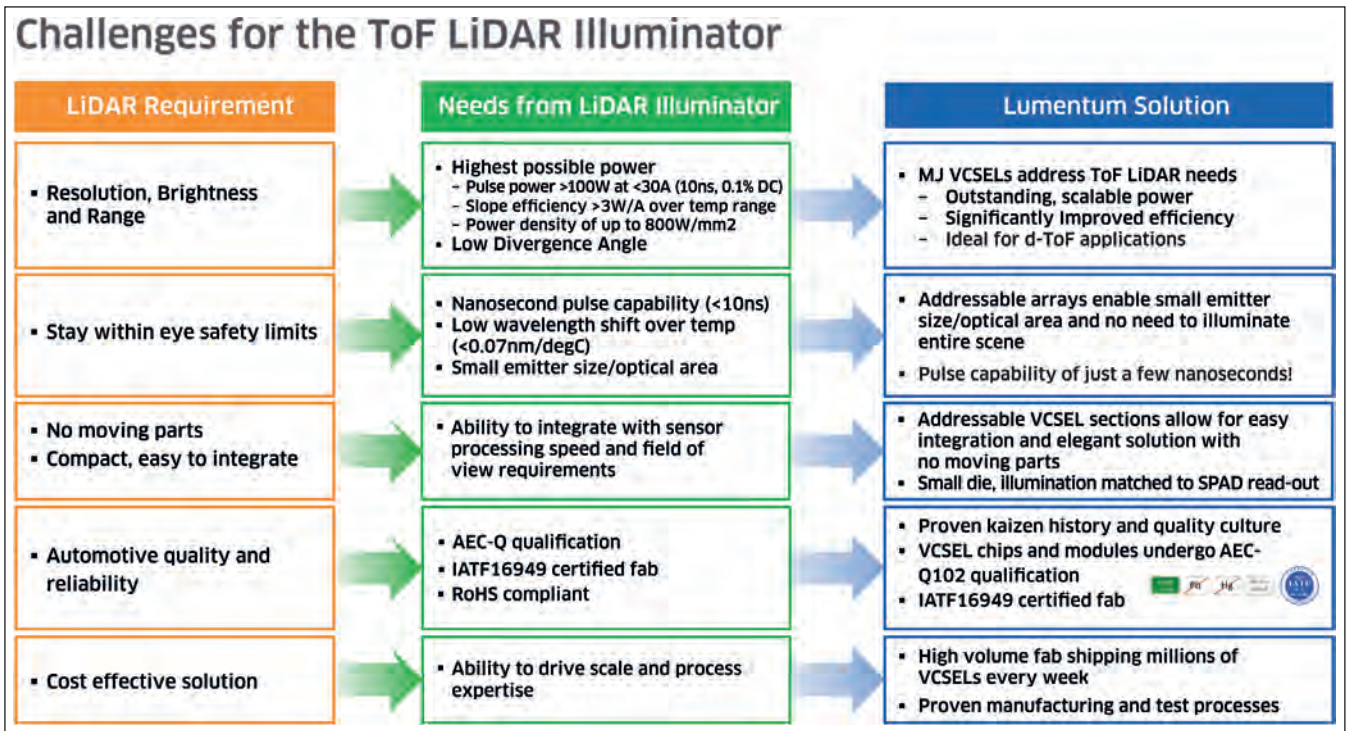 Challenges for the ToF LiDAR Illuminator
LiDAR Requirement
Needs from LiDAR Illuminator
Lumentum Solution
▪ Resolution, Brightness
and Range
▪ Highest possible power
– Pulse power >100W at <30A (10ns, 0.1% DC)
– Slope efficiency >3W/A over temp range
– Power density of up to 800W/mm2
▪ Low Divergence Angle
▪ MJ VCSELs address ToF LiDAR needs
– Outstanding, scalable power
– Significantly Improved efficiency
– Ideal for d-ToF applications
▪ Stay within eye safety limits
▪ Nanosecond pulse capability (<10ns)
▪ Low wavelength shift over temp
(<0.07nm/degC)
▪ Small emitter size/optical area
▪ Addressable arrays enable small emitter
size/optical area and no need to illuminate
entire scene
▪ Pulse capability of just a few nanoseconds!
▪ No moving parts
▪ Compact, easy to integrate
▪ Ability to integrate with sensor
processing speed and field of
view requirements
▪ Addressable VCSEL sections allow for easy
integration and elegant solution with
no moving parts
▪ Small die, illumination matched to SPAD read-out
▪ Automotive quality and
reliability
▪ AEC-Q qualification
▪ IATF16949 certified fab
▪ RoHS compliant
▪ Proven kaizen history and quality culture
▪ VCSEL chips and modules undergo AEC-
Q102 qualification
▪ IATF16949 certified fab
Pb
Hg
IATF
▪ Cost effective solution
▪ Ability to drive scale and process
expertise
▪ High volume fab shipping millions of
VCSELs every week
▪ Proven manufacturing and test processes